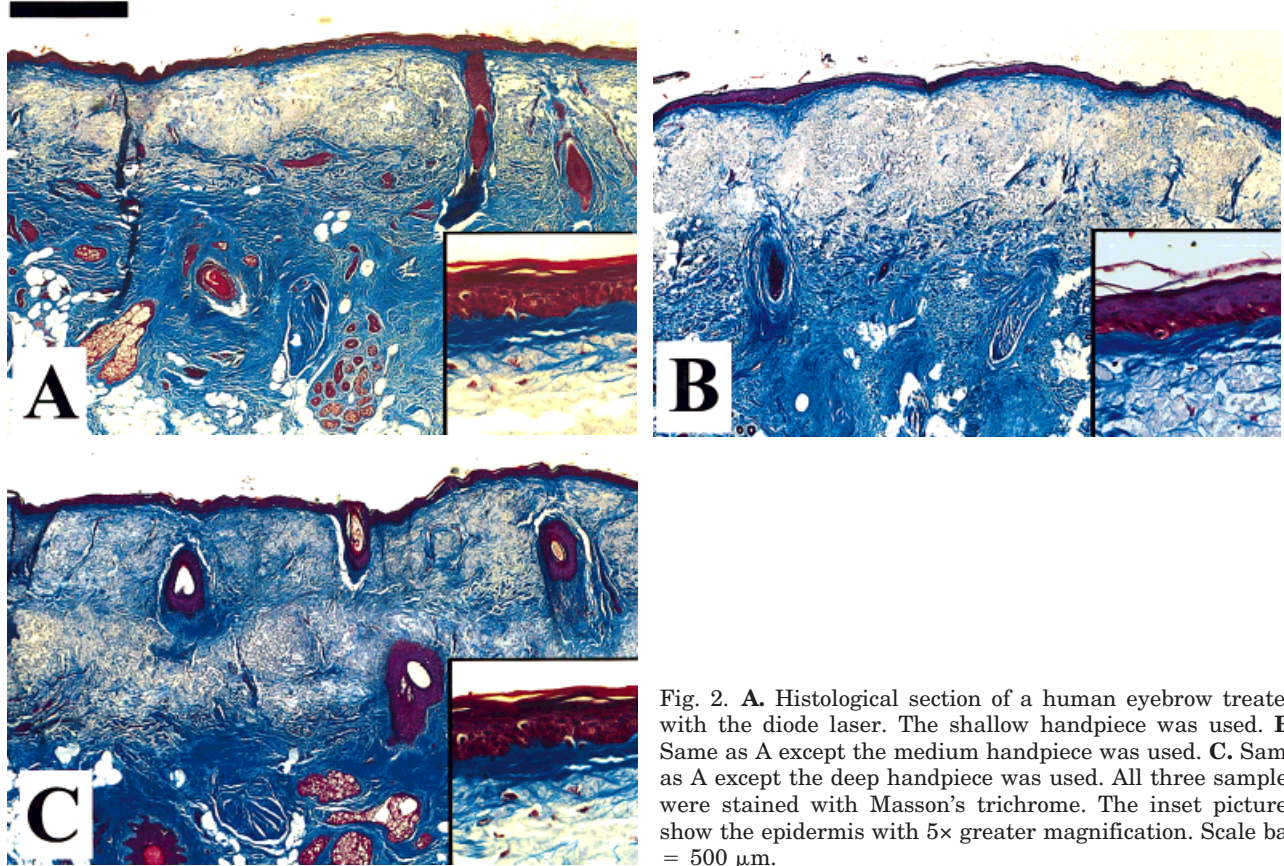 A
B
C
Fig. 2. A. Histological section of a human eyebrow treate
with the diode laser. The shallow handpiece was used. B
Same as A except the medium handpiece was used. C. Sam
as A except the deep handpiece was used. All three sample
were stained with Masson's trichrome. The inset picture
show the epidermis with 5× greater magnification. Scale ba
= 500 μm.